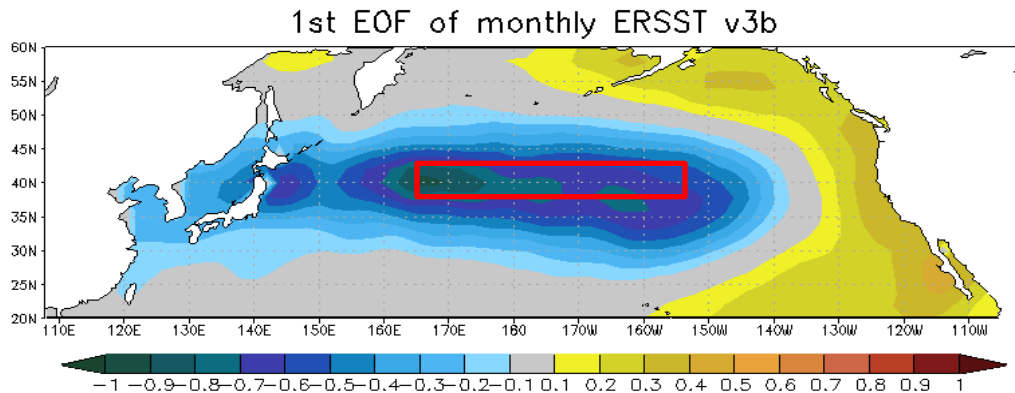 1st EOF of monthly ERSST v3b
60N
55N
50N
45N
40N
35N
30N
25N
20N
110E 120E 130E 140E 150E 160E 170E 180 170W 160W 150W 140W 130W 120W 110W
-1 -0.9 -0.8 -0.7 -0.6 -0.5 -0.4 -0.3 -0.2 -0.1 0.1 0.2 0.3 0.4 0.5 0.6 0.7 0.8 0.9 1